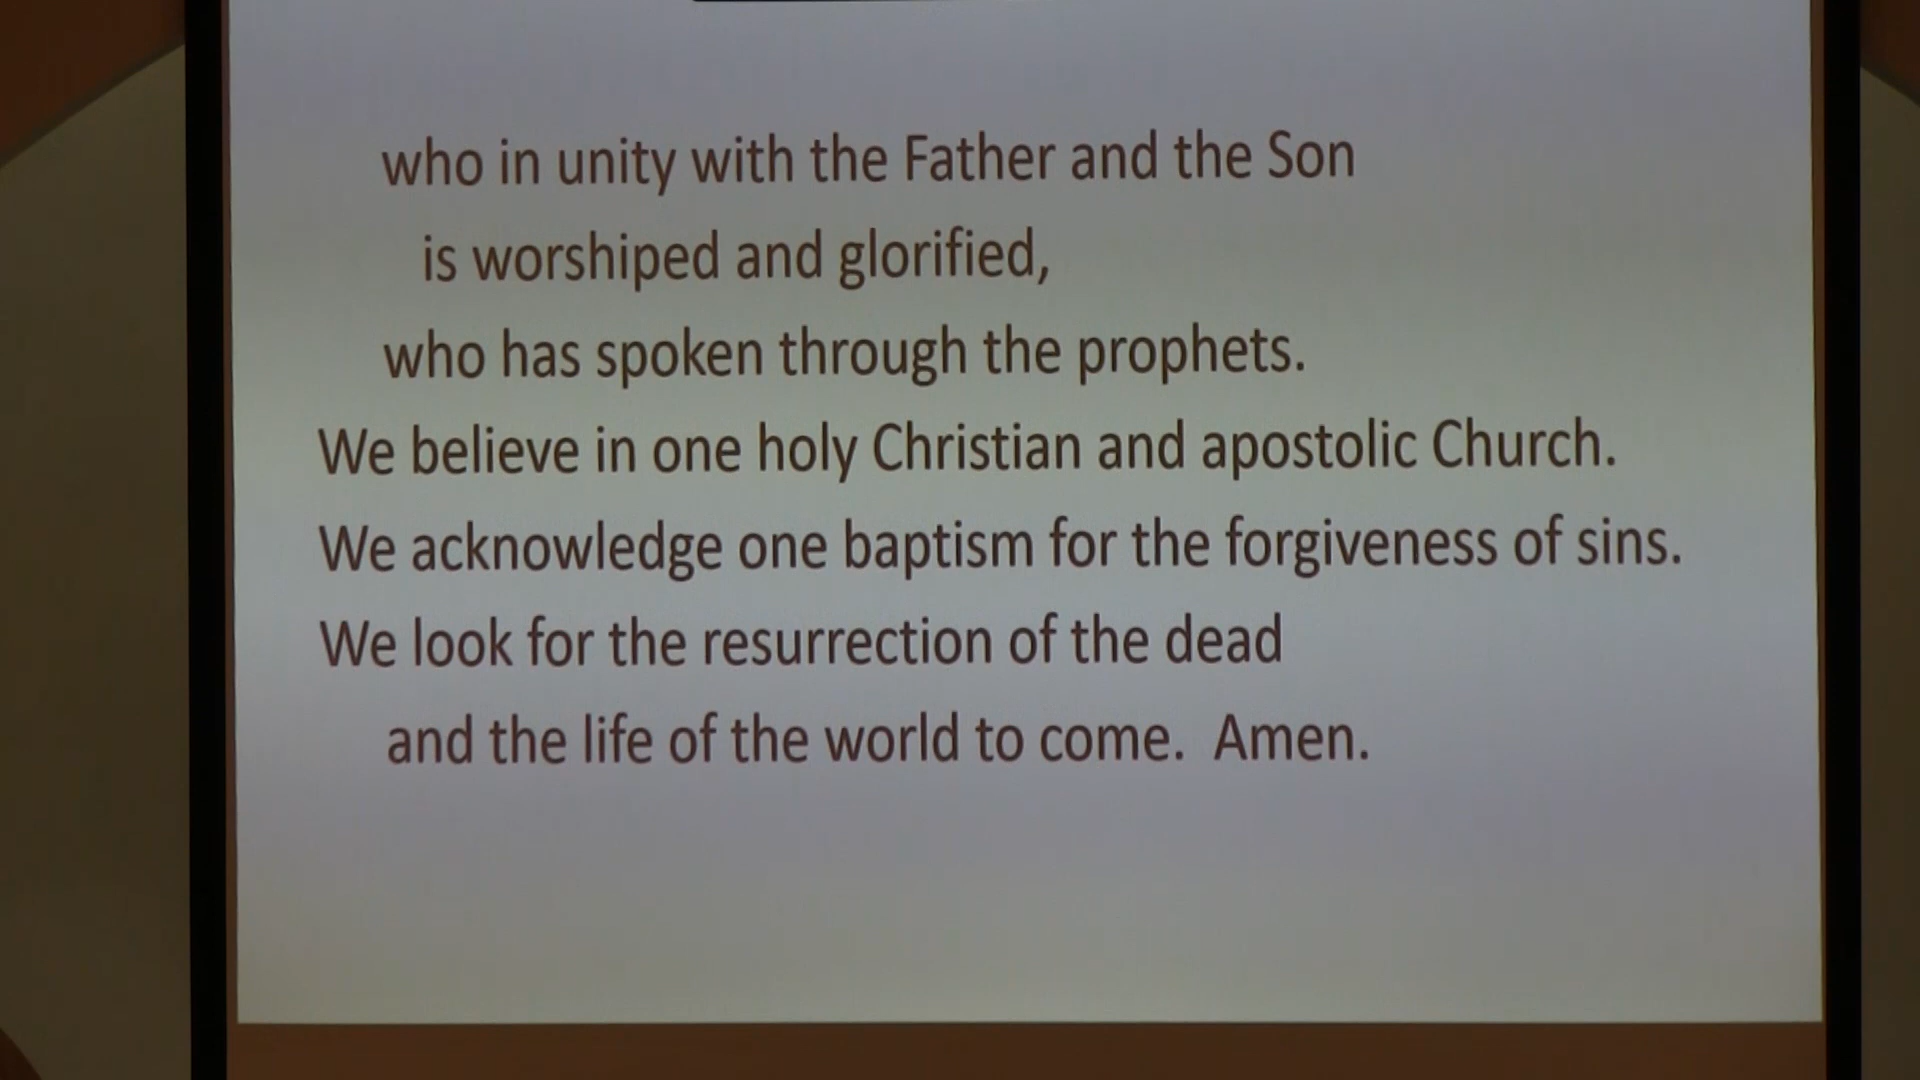 who in unity with the Father and the Son
is worshiped and glorified,
who has spoken through the prophets.
We believe in one holy Christian and apostolic Church.
We acknowledge one baptism for the forgiveness of sins.
We look for the resurrection of the dead
and the life of the world to come.  Amen.